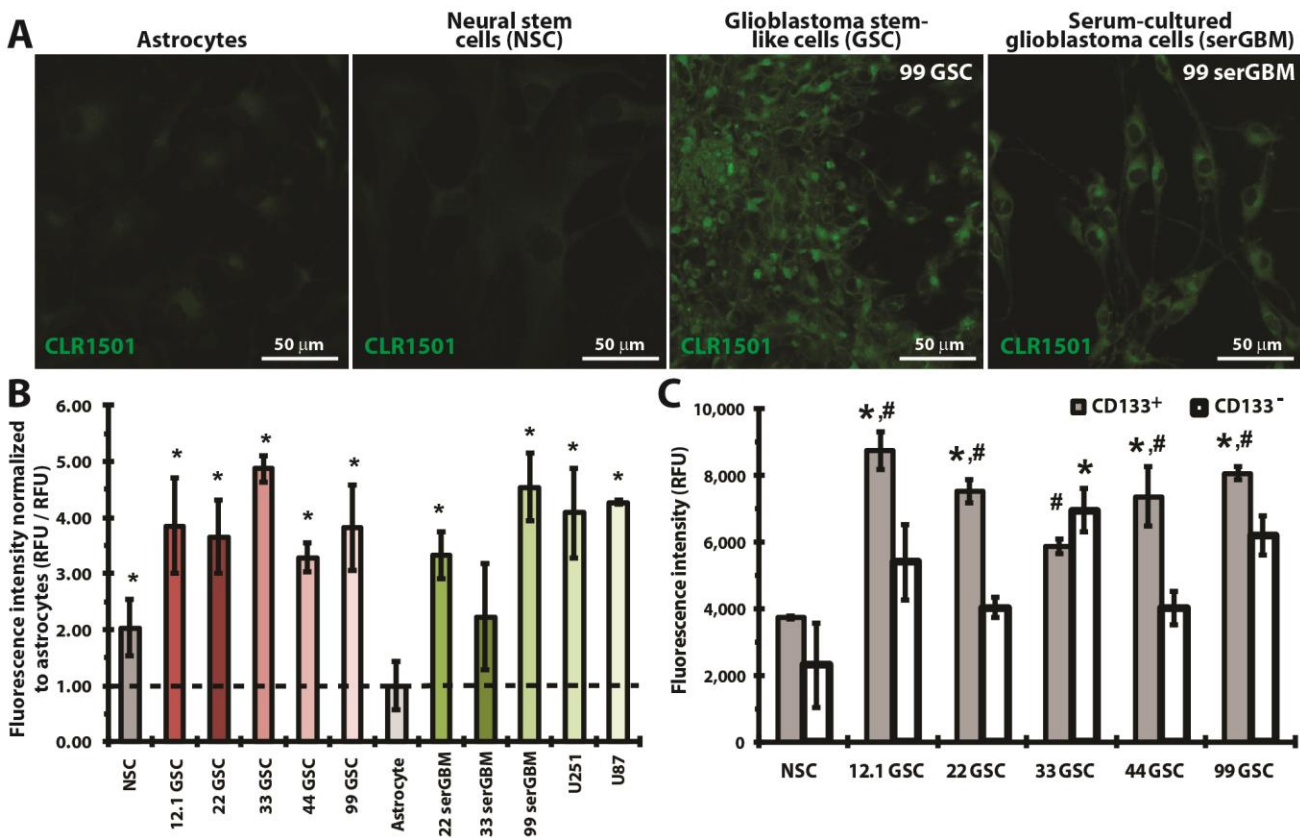 A
Astrocytes
Neural stem
cells (NSC)
Glioblastoma stem-
like cells (GSC)
Serum-cultured
glioblastoma cells (serGBM)
99 GSC
99 serGBM
CLR1501
50 μm
CLR1501
50 μm
CLR1501
50 μm
CLR1501
50 μm
B
Fluorescence intensity normalized
to astrocytes (RFU / RFU)
6.00
5.00
4.00
3.00
2.00
1.00
0.00
*
*
*
*
*
*
*
*
*
*
NSC
12.1 GSC
22 GSC
33 GSC
44 GSC
99 GSC
Astrocyte
22 serGBM
33 serGBM
99 serGBM
U251
U87
C
Fluorescence intensity (RFU)
10,000
8,000
6,000
4,000
2,000
0
CD133+
CD133-
*,#
*,#
#
*
*,#
*,#
NSC
12.1 GSC
22 GSC
33 GSC
44 GSC
99 GSC